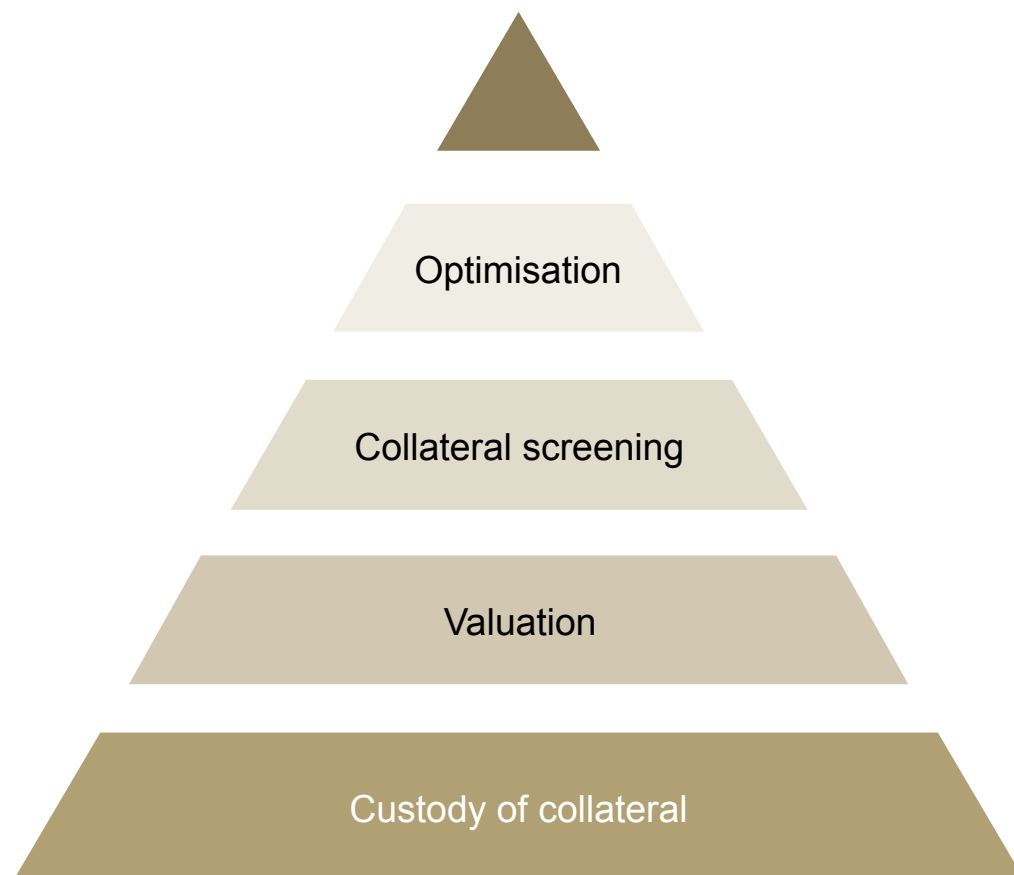 Optimisation
Collateral screening
Valuation
Custody of collateral